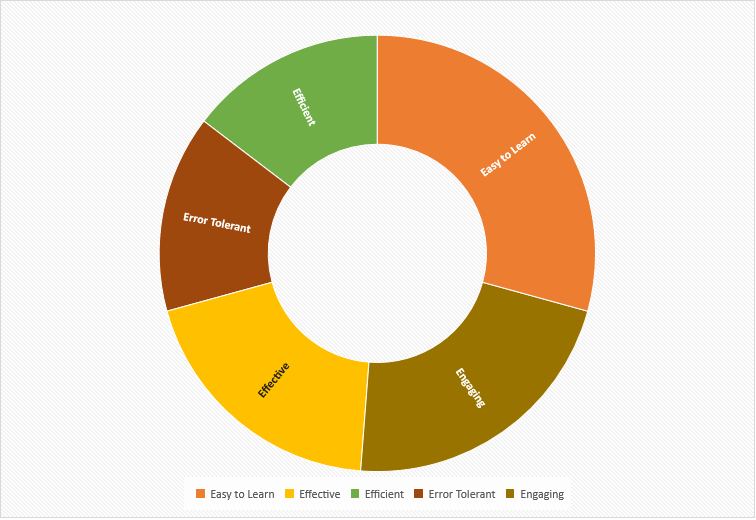 Efficient
Easy to Learn
Error Tolerant
Effective
Engaging
Easy to Learn Effective Efficient Error Tolerant Engaging